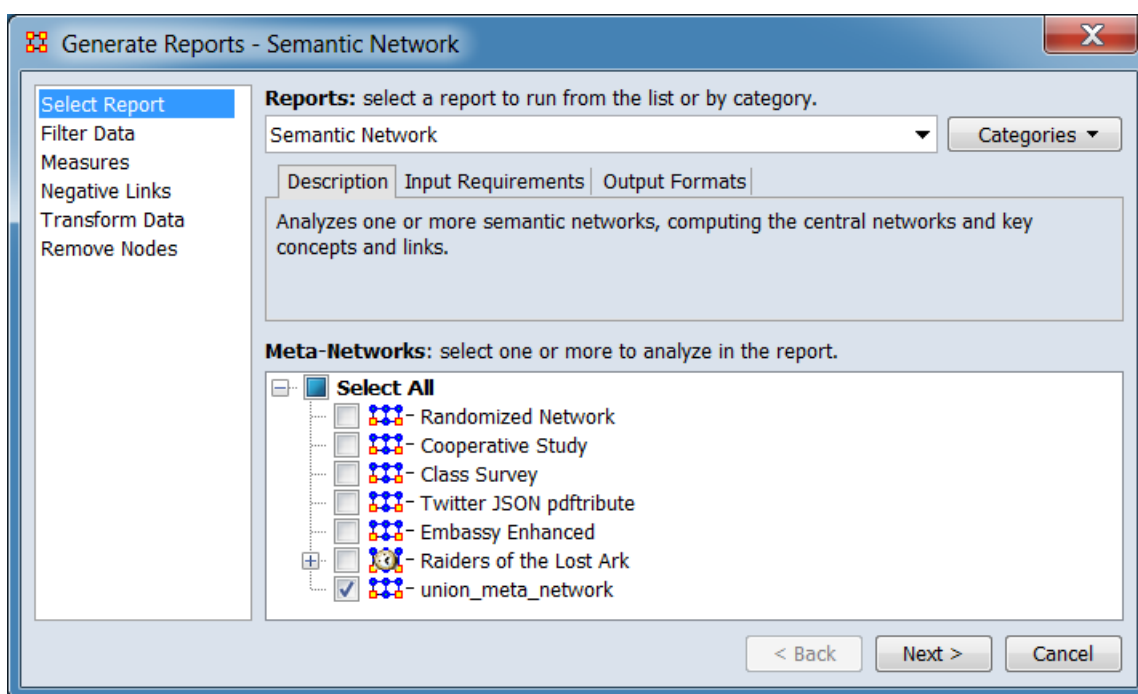 Generate Reports - Semantic Network
X
Select Report
Filter Data
Measures
Negative Links
Transform Data
Remove Nodes
Reports: select a report to run from the list or by category.
Semantic Network
Categories
Description
Input Requirements
Output Formats
Analyzes one or more semantic networks, computing the central networks and key
concepts and links.
Meta-Networks: select one or more to analyze in the report.
Select All
Randomized Network
Cooperative Study
Class Survey
Twitter JSON pdftribute
Embassy Enhanced
Raiders of the Lost Ark
union_meta_network
< Back
Next >
Cancel